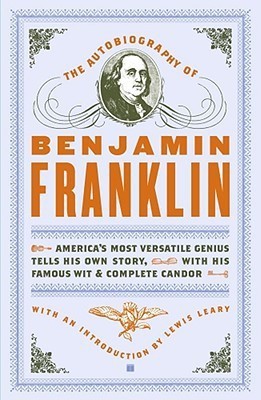 THE AUTOBIOGRAPHY OF
BENJAMIN
FRANKLIN
AMERICA'S MOST VERSATILE GENIUS
TELLS HIS OWN STORY, WITH HIS
FAMOUS WIT & COMPLETE CANDOR
WITH AN INTRODUCTION BY LEWIS LEARY